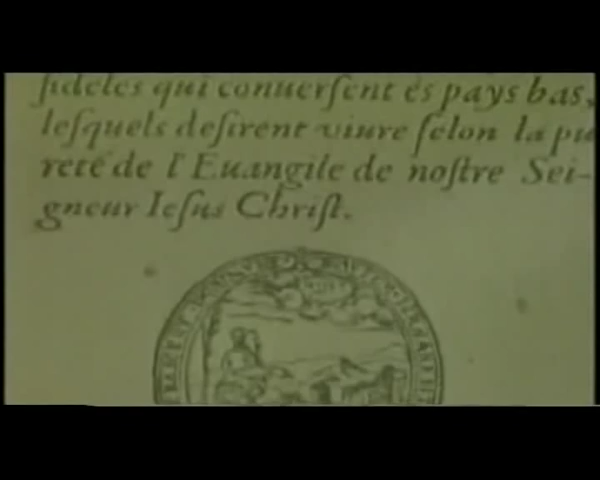 fideles qui conuerſent es pays bas,
leſquels deſirent viure ſelon la pu
reté de l'Euangile de noſtre Sei-
gneur Ieſus Chriſt.